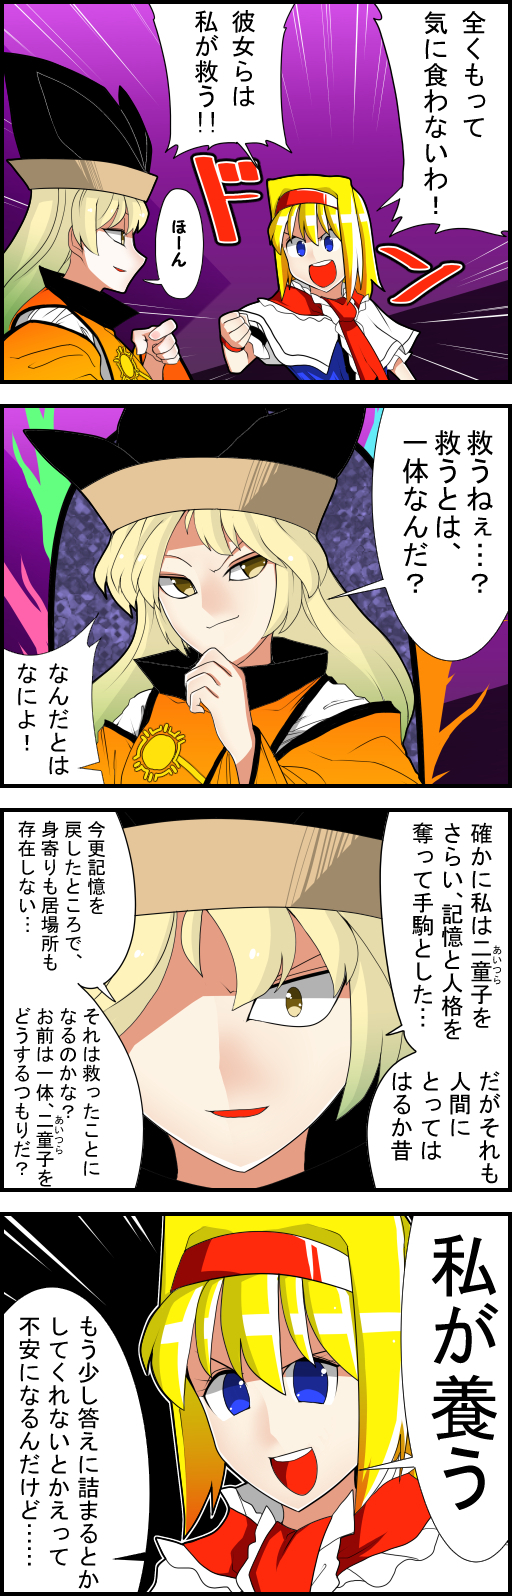 全くもって
気に食わないわ！
彼女らは
私が救う！！
ドン
ほーん
救うねぇ…？
救うとは、
一体なんだ？
なんだとは
なによ！
確かに私は二童子を
あいつら
さらい、記憶と人格を
奪って手駒とした…
だがそれも
人間に
とっては
はるか昔
今更記憶を
戻したところで、
身寄りも居場所も
存在しない…
それは救ったことに
なるのかな？
お前は一体、二童子を
あいつら
どうするつもりだ？
私が養う
もう少し答えに詰まるとか
してくれないとかえって
不安になるんだけど……